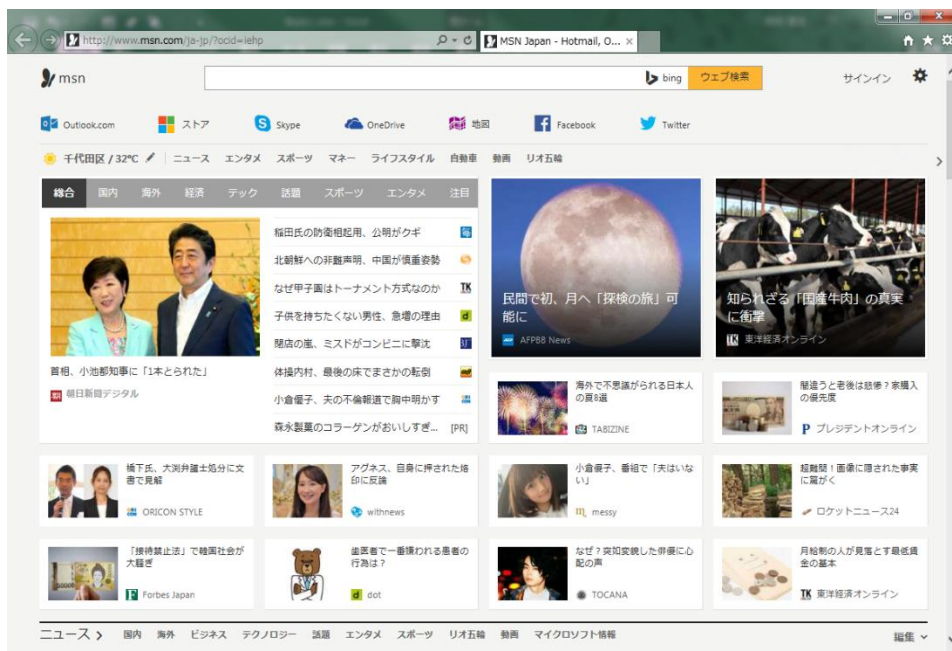 http://www.msn.com/ja-jp/?ocid=iehp
MSN Japan - Hotmail, O...
msn
bing
ウェブ検索
サインイン
Outlook.com
ストア
Skype
OneDrive
地図
Facebook
Twitter
千代田区 / 32℃
ニュース エンタメ スポーツ マネー ライフスタイル 自動車 動画 リオ五輪
総合 国内 海外 経済 テック 話題 スポーツ エンタメ 注目
首相、小池都知事に「1本とられた」
朝日新聞デジタル
稲田氏の防衛相起用、公明がクギ
北朝鮮への非難声明、中国が慎重姿勢
なぜ甲子園はトーナメント方式なのか
TK
子供を持ちたくない男性、急増の理由
d
閉店の嵐、ミスドがコンビニに撃沈
体操内村、最後の床でまさかの転倒
小倉優子、夫の不倫報道で胸中明かす
森永製菓のコラーゲンがおいしすぎ... [PR]
民間で初、月へ「探検の旅」可
能に
AFPBB News
知られざる「国産牛肉」の真実
に衝撃
TK 東洋経済オンライン
海外で不思議がられる日本人
の夏8選
TABIZINE
間違うと老後は悲惨？家購入
の優先度
P プレジデントオンライン
橋下氏、大渕弁護士処分に文
書で見解
ORICON STYLE
アグネス、自身に押された烙
印に反論
withnews
小倉優子、番組で「夫はいな
い」
m messy
超難問！画像に隠された事実
に驚がく
ロケットニュース24
「接待禁止法」で韓国社会が
大騒ぎ
F Forbes Japan
歯医者で一番嫌われる患者の
行為は？
d dot
なぜ？突如変貌した俳優に心
配の声
TOCANA
月給制の人が見落とす最低賃
金の基本
TK 東洋経済オンライン
ニュース
国内 海外 ビジネス テクノロジー 話題 エンタメ スポーツ リオ五輪 動画 マイクロソフト情報
編集